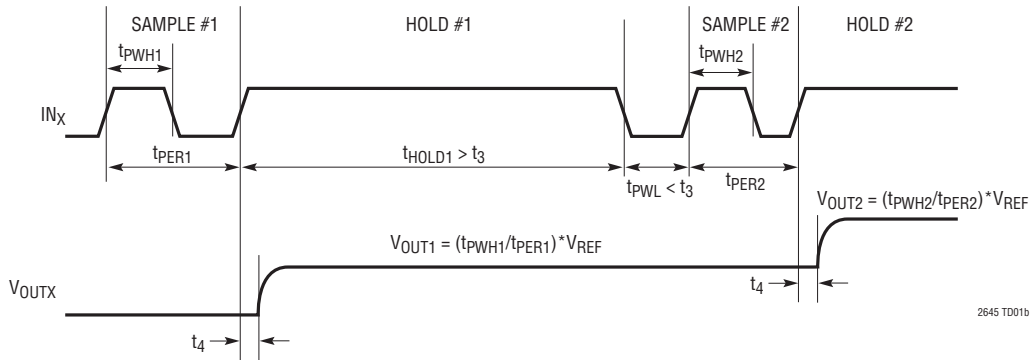 SAMPLE #1
HOLD #1
SAMPLE #2
HOLD #2
tPWH1
tPWH2
INX
tPER1
tHOLD1 > t3
tPWL < t3
tPER2
VOUT2 = (tPWH2/tPER2)*VREF
VOUT1 = (tPWH1/tPER1)*VREF
VOUTX
t4
t4
2645 TD01b